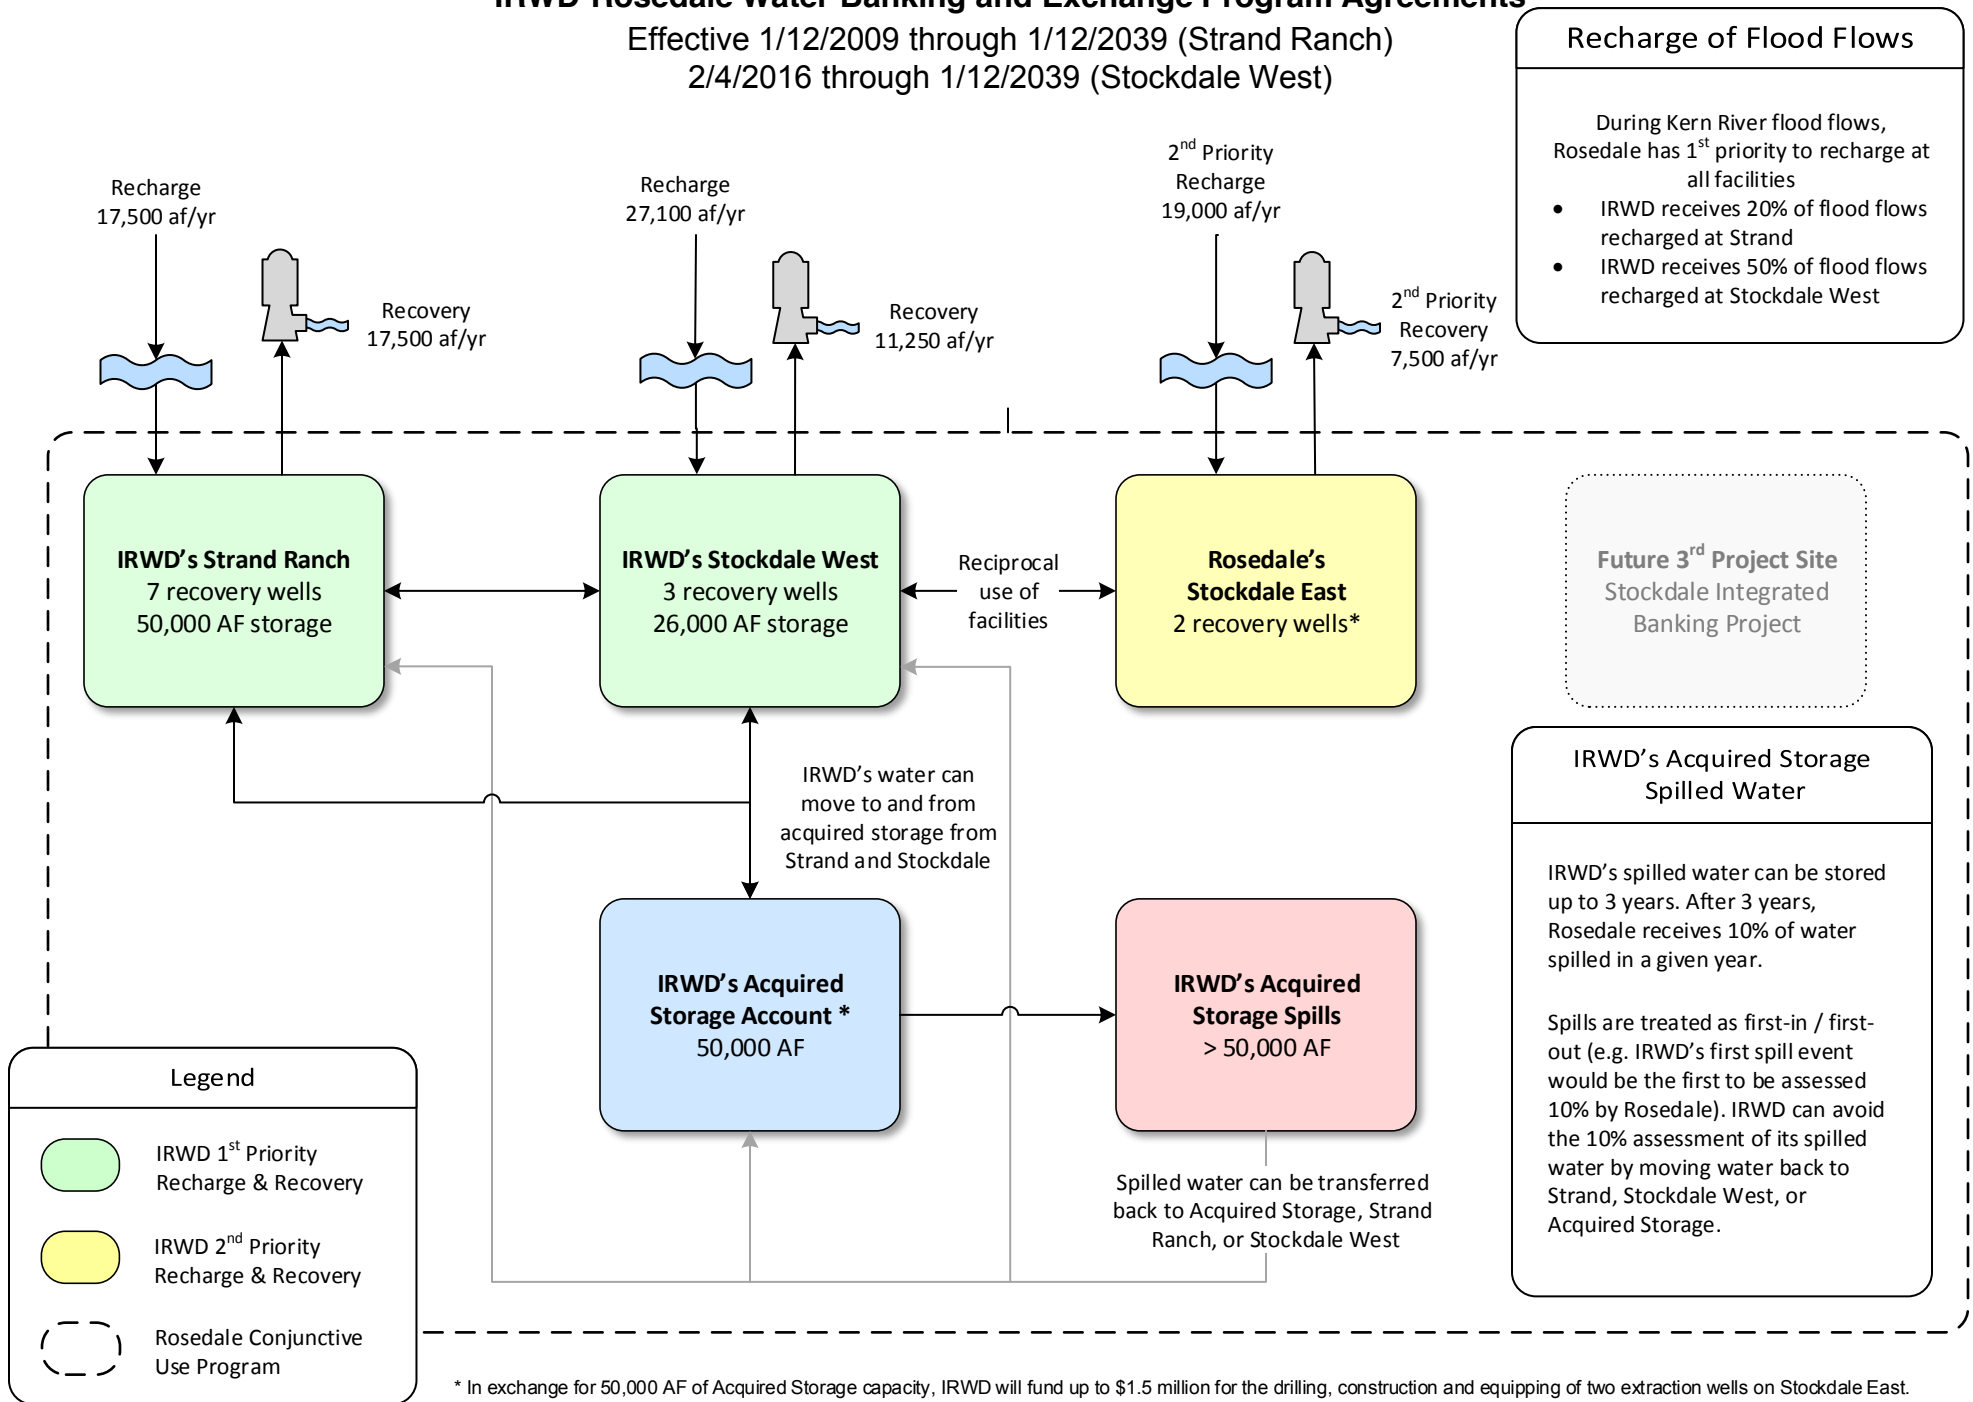 IRWD-Rosedale Water Banking and Exchange Program Agreements
Effective 1/12/2009 through 1/12/2039 (Strand Ranch)
2/4/2016 through 1/12/2039 (Stockdale West)
Recharge of Flood Flows
During Kern River flood flows,
Rosedale has 1st priority to recharge at
all facilities
• IRWD receives 20% of flood flows
recharged at Strand
• IRWD receives 50% of flood flows
recharged at Stockdale West
Recharge
17,500 af/yr
Recovery
17,500 af/yr
Recharge
27,100 af/yr
Recovery
11,250 af/yr
2nd Priority
Recharge
19,000 af/yr
2nd Priority
Recovery
7,500 af/yr
IRWD’s Strand Ranch
7 recovery wells
50,000 AF storage
IRWD’s Stockdale West
3 recovery wells
26,000 AF storage
Reciprocal
use of
facilities
Rosedale’s
Stockdale East
2 recovery wells*
Future 3rd Project Site
Stockdale Integrated
Banking Project
IRWD’s water can
move to and from
acquired storage from
Strand and Stockdale
IRWD’s Acquired
Storage Account *
50,000 AF
IRWD’s Acquired
Storage Spills
> 50,000 AF
Spilled water can be transferred
back to Acquired Storage, Strand
Ranch, or Stockdale West
IRWD’s Acquired Storage
Spilled Water
IRWD’s spilled water can be stored
up to 3 years. After 3 years,
Rosedale receives 10% of water
spilled in a given year.
Spills are treated as first-in / first-
out (e.g. IRWD’s first spill event
would be the first to be assessed
10% by Rosedale). IRWD can avoid
the 10% assessment of its spilled
water by moving water back to
Strand, Stockdale West, or
Acquired Storage.
Legend
IRWD 1st Priority
Recharge & Recovery
IRWD 2nd Priority
Recharge & Recovery
Rosedale Conjunctive
Use Program
* In exchange for 50,000 AF of Acquired Storage capacity, IRWD will fund up to $1.5 million for the drilling, construction and equipping of two extraction wells on Stockdale East.